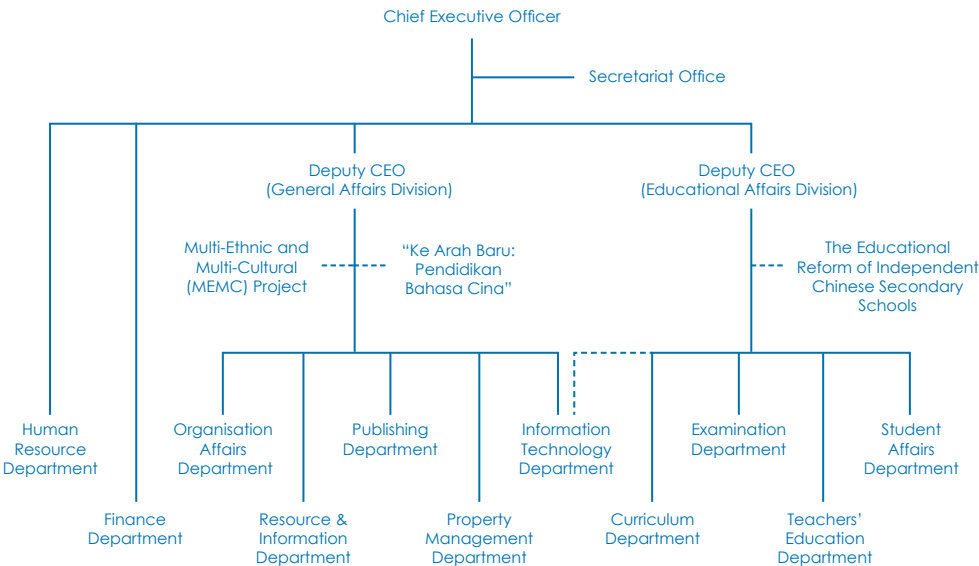 Chief Executive Officer
Secretariat Office
Deputy CEO
(General Affairs Division)
Deputy CEO
(Educational Affairs Division)
Multi-Ethnic and
Multi-Cultural
(MEMC) Project
“Ke Arah Baru:
Pendidikan
Bahasa Cina”
The Educational
Reform of Independent
Chinese Secondary
Schools
Human
Resource
Department
Organisation
Affairs
Department
Publishing
Department
Information
Technology
Department
Examination
Department
Student
Affairs
Department
Finance
Department
Resource &
Information
Department
Property
Management
Department
Curriculum
Department
Teachers’
Education
Department